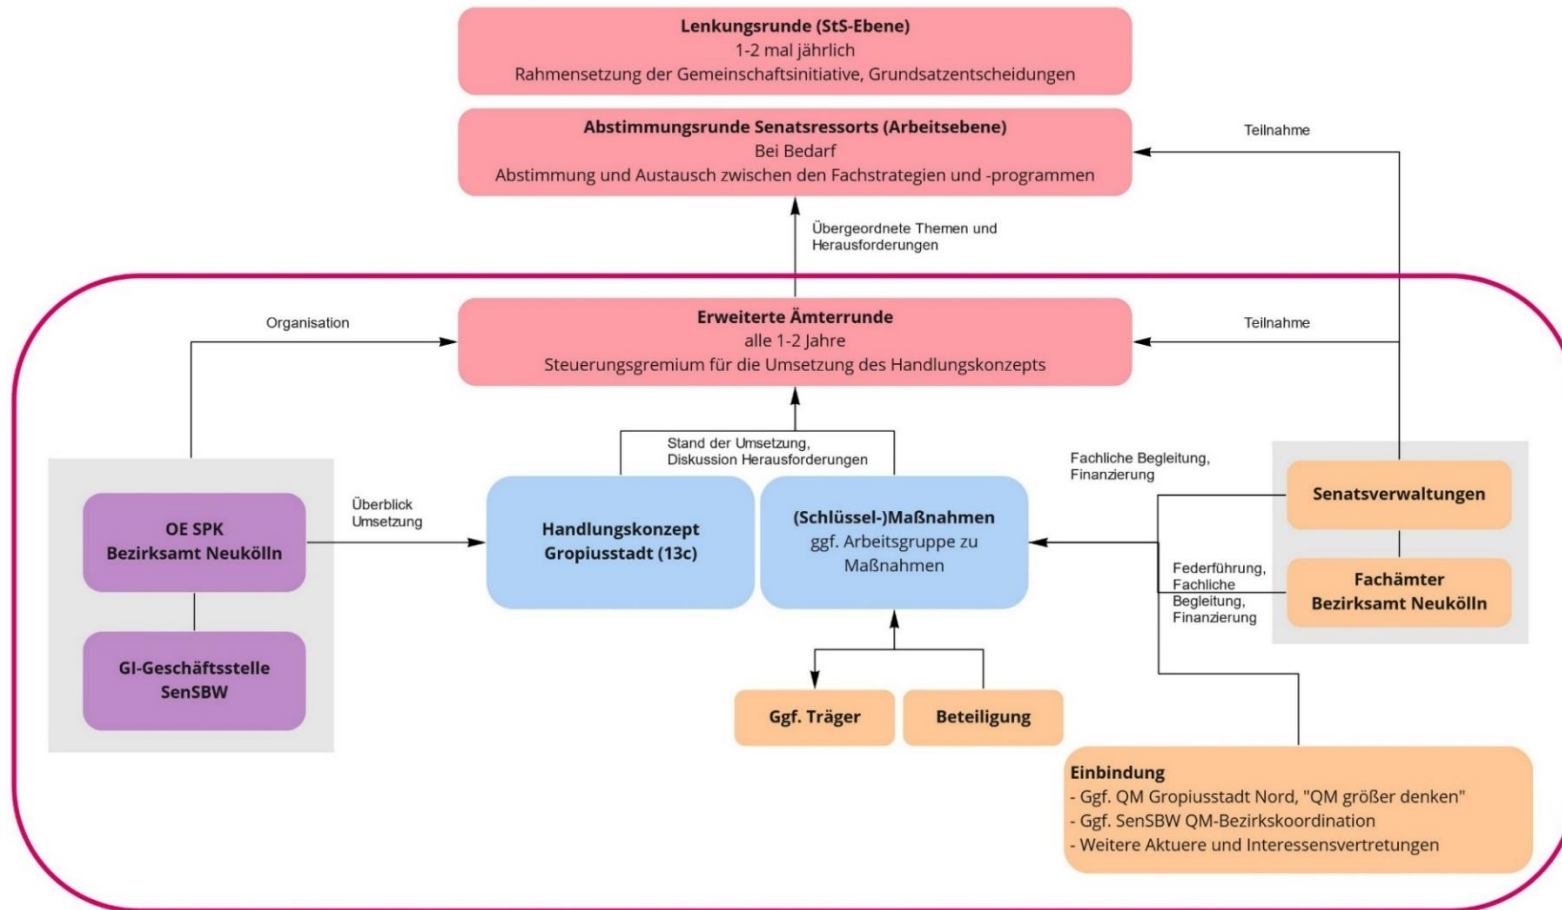 Lenkungsrunde (StS-Ebene)
1-2 mal jährlich
Rahmensetzung der Gemeinschaftsinitiative, Grundsatzentscheidungen
Abstimmungsrunde Senatsressorts (Arbeitsebene)
Bei Bedarf
Abstimmung und Austausch zwischen den Fachstrategien und -programmen
Teilnahme
Übergeordnete Themen und
Herausforderungen
Organisation
Erweiterte Ämterrunde
alle 1-2 Jahre
Steuerungsgremium für die Umsetzung des Handlungskonzepts
Teilnahme
Stand der Umsetzung,
Diskussion Herausforderungen
Fachliche Begleitung,
Finanzierung
OE SPK
Bezirksamt Neukölln
Überblick
Umsetzung
Handlungskonzept
Gropiusstadt (13c)
(Schlüssel-)Maßnahmen
ggf. Arbeitsgruppe zu
Maßnahmen
Senatsverwaltungen
Federführung,
Fachliche
Begleitung,
Finanzierung
Fachämter
Bezirksamt Neukölln
GI-Geschäftsstelle
SenSBW
Ggf. Träger
Beteiligung
Einbindung
- Ggf. QM Gropiusstadt Nord, "QM größer denken"
- Ggf. SenSBW QM-Bezirkskoordination
- Weitere Aktuere und Interessensvertretungen